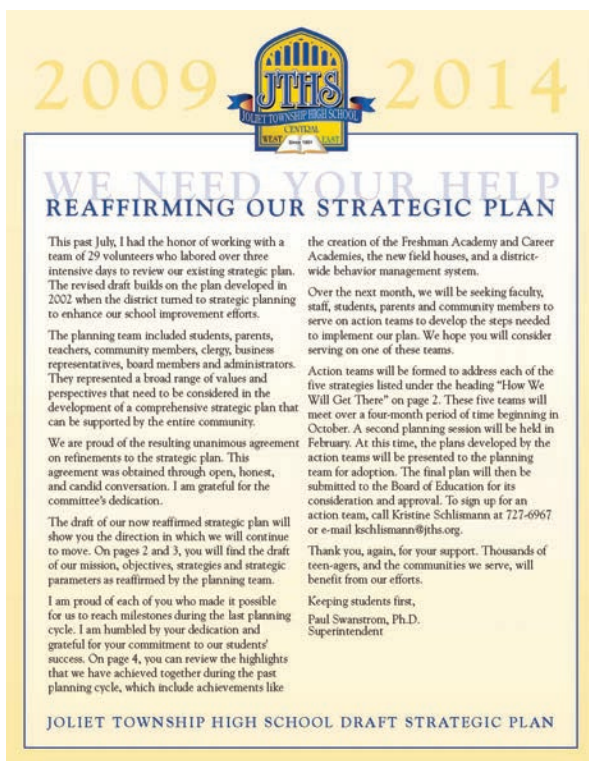 2009
2014
JTHS
JOLIET TOWNSHIP HIGH SCHOOL
CENTRAL
WEST
EAST
Since 1901
WE NEED YOUR HELP
REAFFIRMING OUR STRATEGIC PLAN
This past July, I had the honor of working with a
team of 29 volunteers who labored over three
intensive days to review our existing strategic plan.
The revised draft builds on the plan developed in
2002 when the district turned to strategic planning
to enhance our school improvement efforts.
The planning team included students, parents,
teachers, community members, clergy, business
representatives, board members and administrators.
They represented a broad range of values and
perspectives that need to be considered in the
development of a comprehensive strategic plan that
can be supported by the entire community.
We are proud of the resulting unanimous agreement
on refinements to the strategic plan. This
agreement was obtained through open, honest,
and candid conversation. I am grateful for the
committee's dedication.
The draft of our now reaffirmed strategic plan will
show you the direction in which we will continue
to move. On pages 2 and 3, you will find the draft
of our mission, objectives, strategies and strategic
parameters as reaffirmed by the planning team.
I am proud of each of you who made it possible
for us to reach milestones during the last planning
cycle. I am humbled by your dedication and
grateful for your commitment to our students'
success. On page 4, you can review the highlights
that we have achieved together during the past
planning cycle, which include achievements like
the creation of the Freshman Academy and Career
Academies, the new field houses, and a district-
wide behavior management system.
Over the next month, we will be seeking faculty,
staff, students, parents and community members to
serve on action teams to develop the steps needed
to implement our plan. We hope you will consider
serving on one of these teams.
Action teams will be formed to address each of the
five strategies listed under the heading "How We
Will Get There" on page 2. These five teams will
meet over a four-month period of time beginning in
October. A second planning session will be held in
February. At this time, the plans developed by the
action teams will be presented to the planning
team for adoption. The final plan will then be
submitted to the Board of Education for its
consideration and approval. To sign up for an
action team, call Kristine Schlismann at 727-6967
or e-mail kschlismann@jths.org.
Thank you, again, for your support. Thousands of
teen-agers, and the communities we serve, will
benefit from our efforts.
Keeping students first,
Paul Swanstrom, Ph.D.
Superintendent
JOLIET TOWNSHIP HIGH SCHOOL DRAFT STRATEGIC PLAN